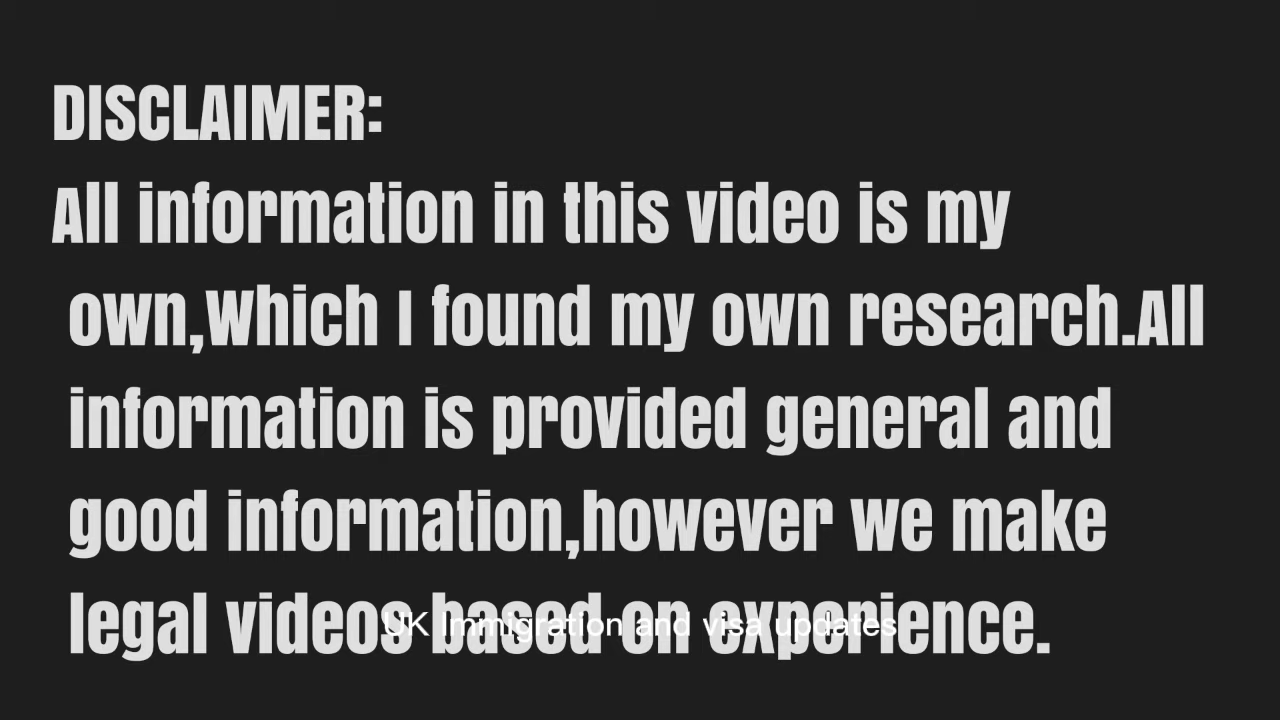 DISCLAIMER:
All information in this video is my
own,Which I found my own research.All
information is provided general and
good information,however we make
legal videos based on experience.
UK Immigration and visa updates